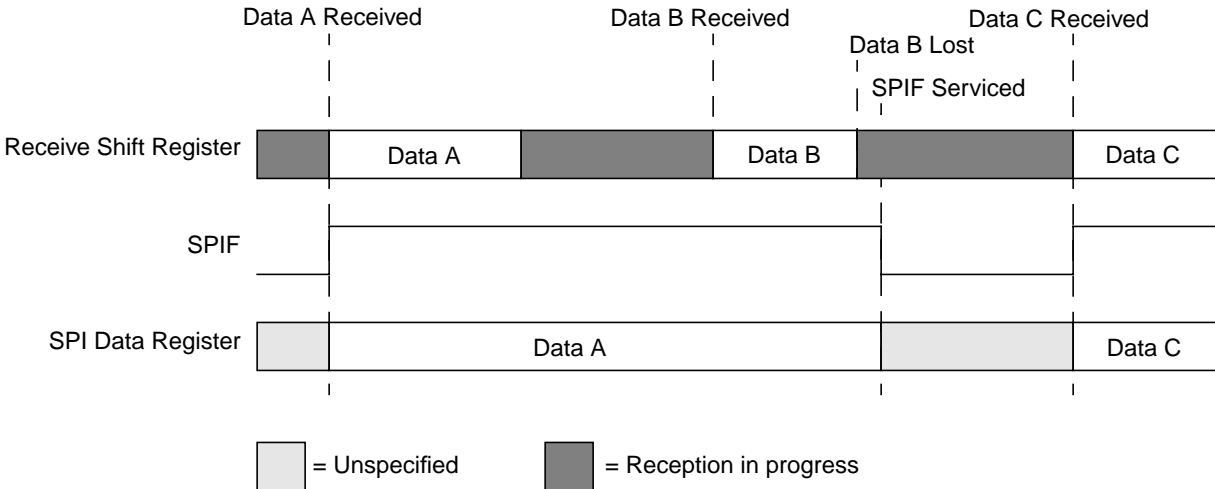 Data A Received
Data B Received
Data C Received
Data B Lost
SPIF Serviced
Receive Shift Register
Data A
Data B
Data C
SPIF
SPI Data Register
Data A
Data C
= Unspecified
= Reception in progress